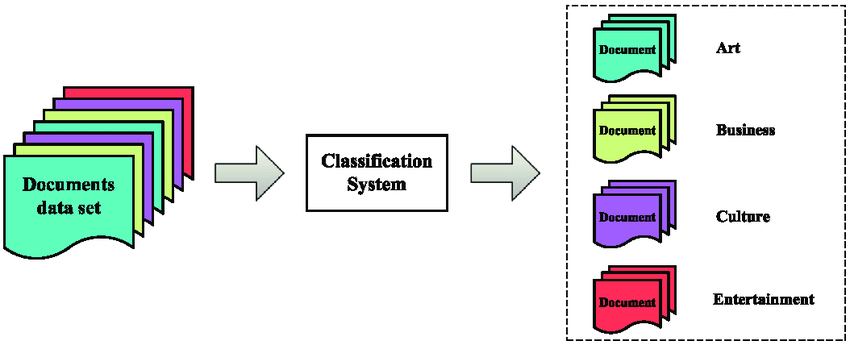 Documents
data set
Classification
System
Document
Art
Document
Business
Document
Culture
Document
Entertainment